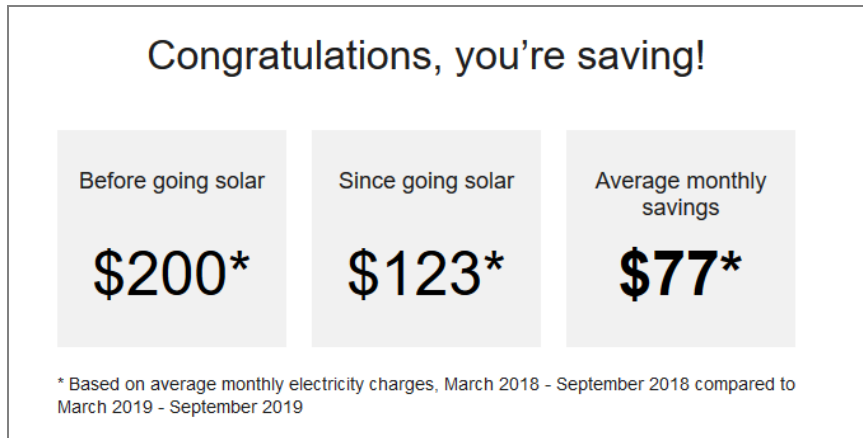 Congratulations, you’re saving!
Before going solar
$200*
Since going solar
$123*
Average monthly
savings
$77*
* Based on average monthly electricity charges, March 2018 - September 2018 compared to
March 2019 - September 2019